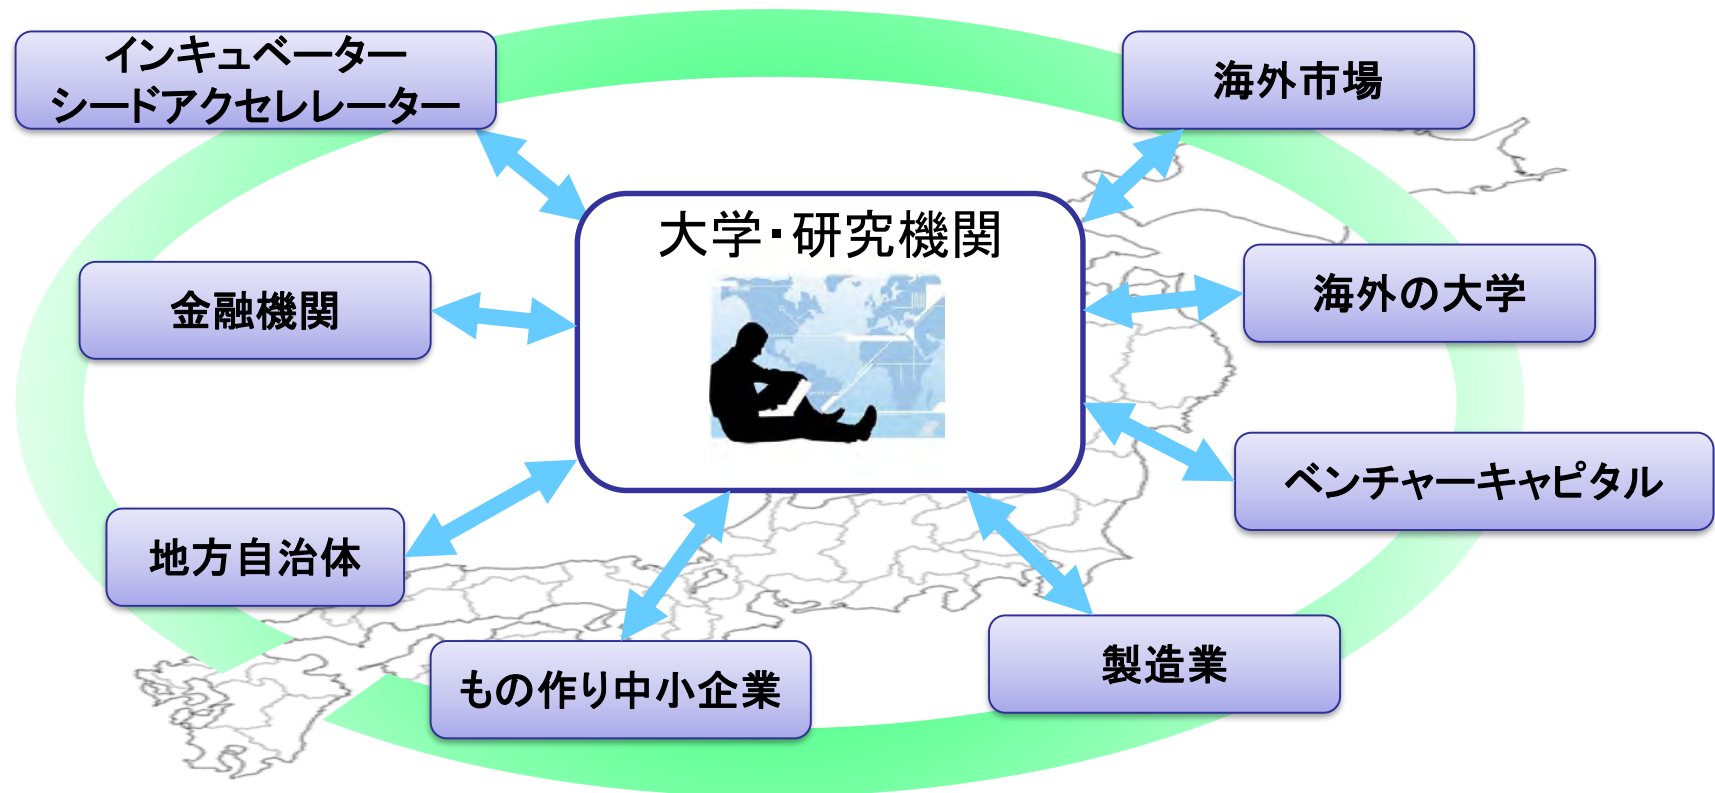 インキュベーター
シードアクセレレーター
海外市場
大学・研究機関
金融機関
海外の大学
ベンチャーキャピタル
地方自治体
もの作り中小企業
製造業